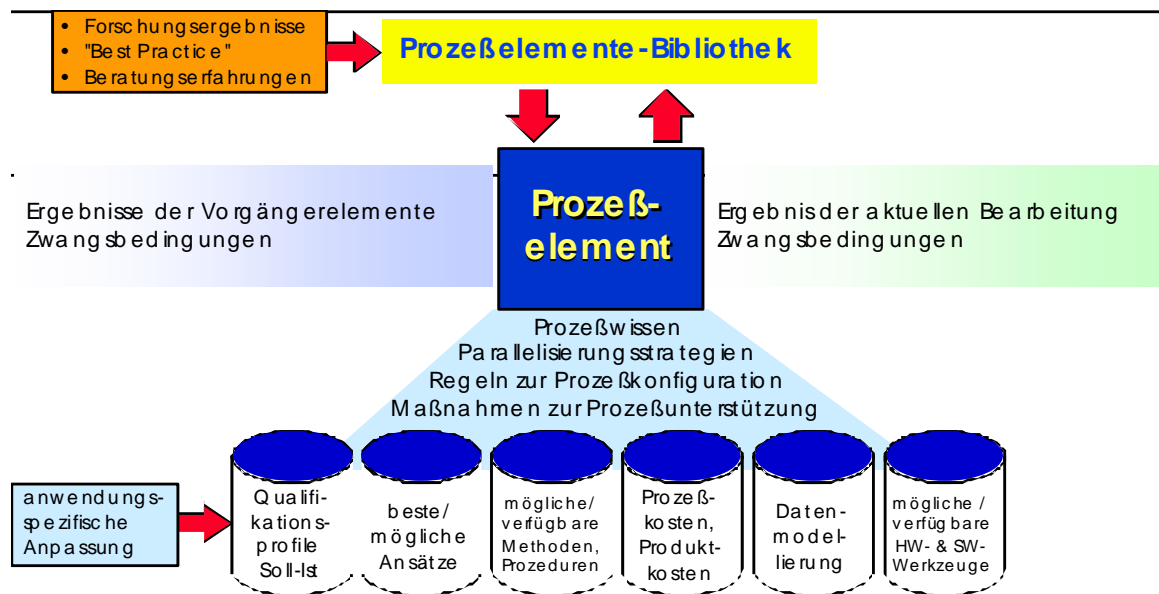 • Forschungsergebnisse
• "Best Practice"
• Beratungserfahrungen
Prozeßelemente-Bibliothek
Ergebnisse der Vorgängerelemente
Zwangsbedingungen
Prozeß-
element
Ergebnis der aktuellen Bearbeitung
Zwangsbedingungen
Prozeßwissen
Parallelisierungsstrategien
Regeln zur Prozeßkonfiguration
Maßnahmen zur Prozeßunterstützung
anwendungs-
spezifische
Anpassung
Qualifi-
kations-
profile
Soll-Ist
beste/
mögliche
Ansätze
mögliche/
verfügbare
Methoden,
Prozeduren
Prozeß-
kosten,
Produkt-
kosten
Daten-
model-
lierung
mögliche /
verfügbare
HW- & SW-
Werkzeuge